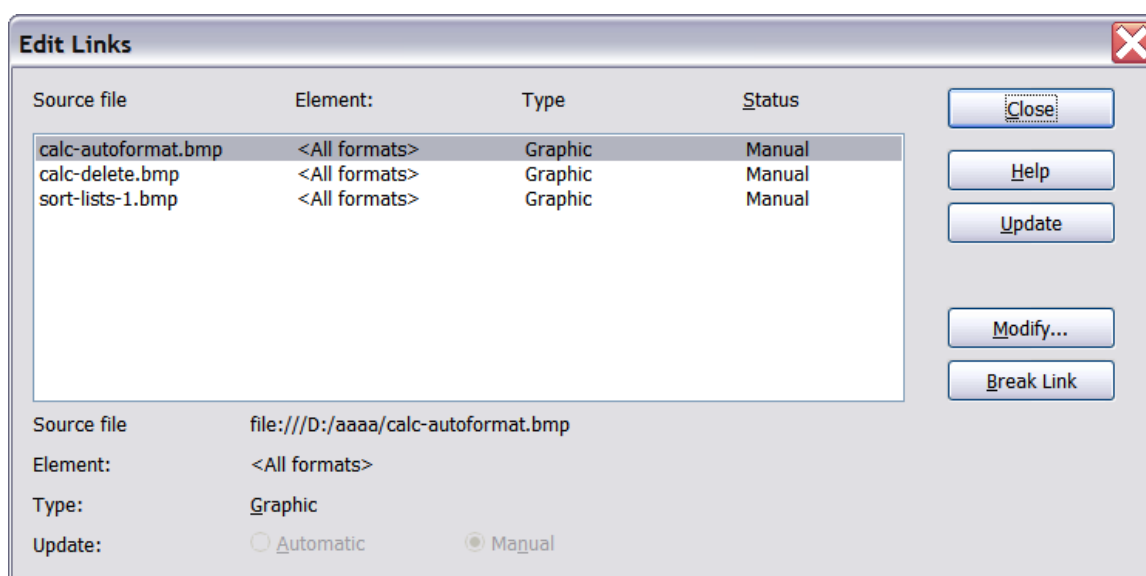 Edit Links
Source file Element: Type Status
calc-autoformat.bmp <All formats> Graphic Manual
calc-delete.bmp <All formats> Graphic Manual
sort-lists-1.bmp <All formats> Graphic Manual
Close
Help
Update
Modify...
Break Link
Source file file:///D:/aaaa/calc-autoformat.bmp
Element: <All formats>
Type: Graphic
Update: Automatic Manual